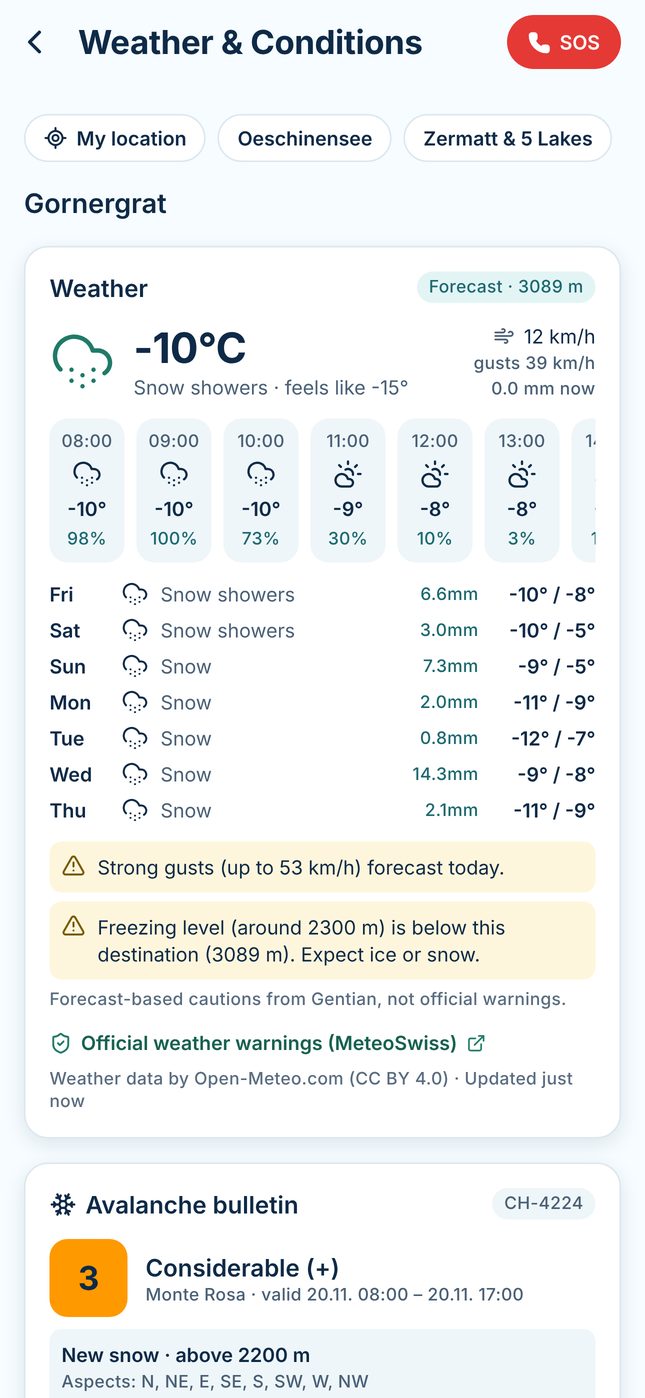 Weather & Conditions
SOS
My location
Oeschinensee
Zermatt & 5 Lakes
Gornergrat
Weather
Forecast · 3089 m
-10°C
Snow showers · feels like -15°
12 km/h
gusts 39 km/h
0.0 mm now
08:00 09:00 10:00 11:00 12:00 13:00
-10° -10° -10° -9° -8° -8°
98% 100% 73% 30% 10% 3%
Fri Snow showers 6.6mm -10° / -8°
Sat Snow showers 3.0mm -10° / -5°
Sun Snow 7.3mm -9° / -5°
Mon Snow 2.0mm -11° / -9°
Tue Snow 0.8mm -12° / -7°
Wed Snow 14.3mm -9° / -8°
Thu Snow 2.1mm -11° / -9°
Strong gusts (up to 53 km/h) forecast today.
Freezing level (around 2300 m) is below this
destination (3089 m). Expect ice or snow.
Forecast-based cautions from Gentian, not official warnings.
Official weather warnings (MeteoSwiss)
Weather data by Open-Meteo.com (CC BY 4.0) · Updated just
now
Avalanche bulletin
CH-4224
3
Considerable (+)
Monte Rosa · valid 20.11. 08:00 – 20.11. 17:00
New snow · above 2200 m
Aspects: N, NE, E, SE, S, SW, W, NW